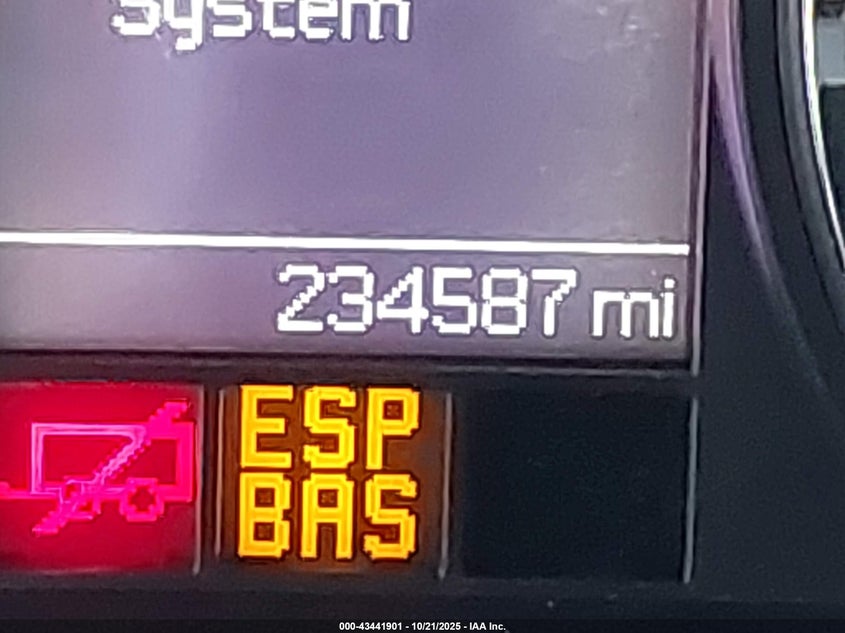 System
234587 mi
ESP
BAS
000-43441901 - 10/21/2025 - IAA Inc.